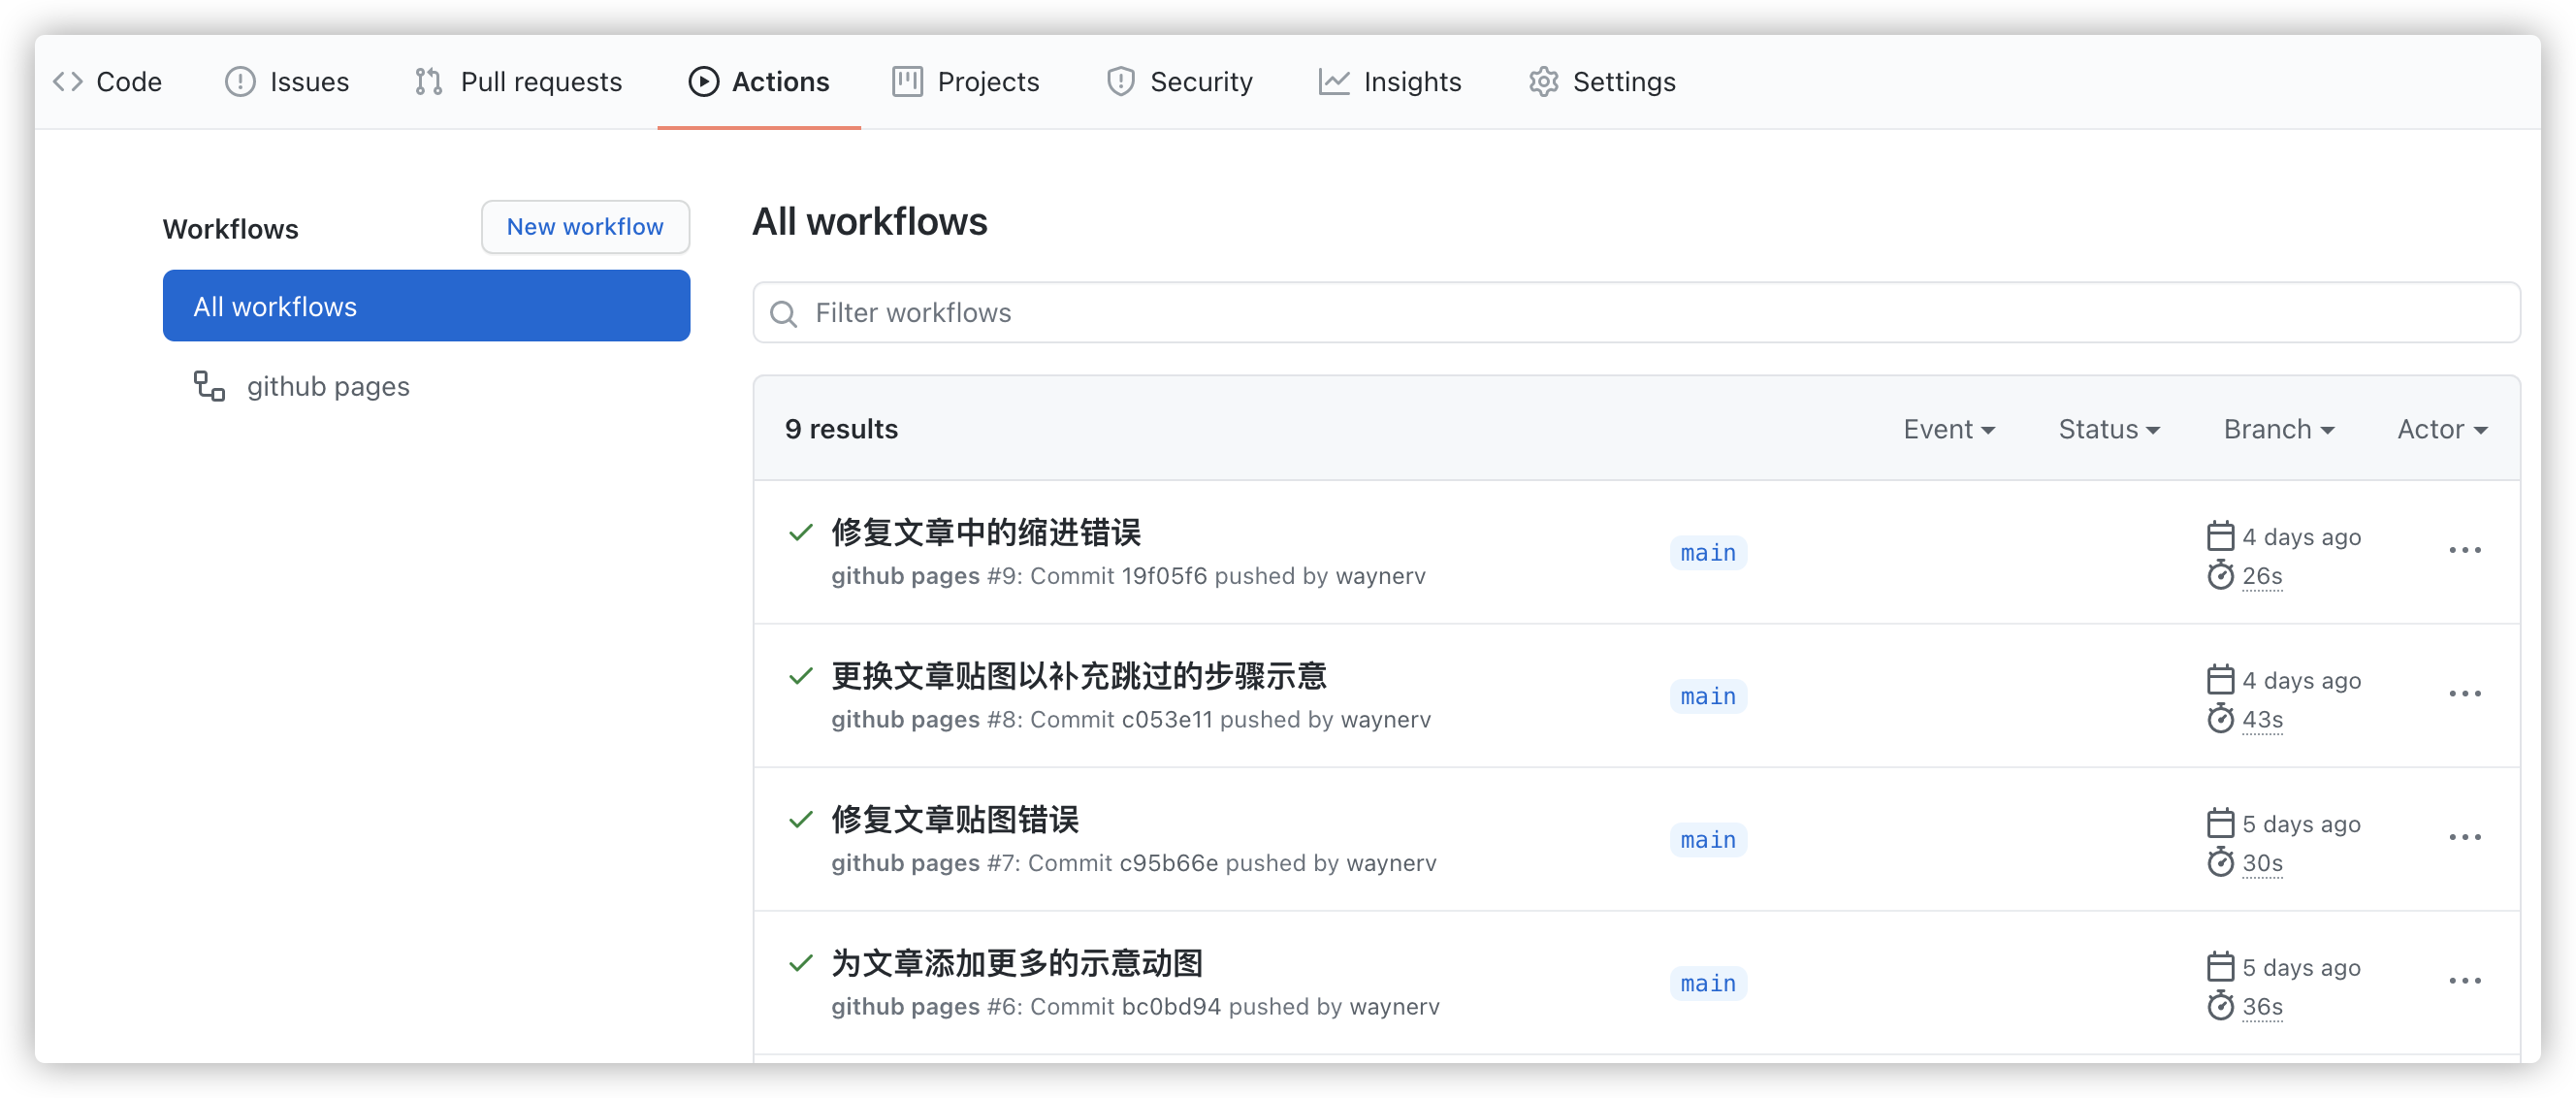 Code Issues Pull requests Actions Projects Security Insights Settings
Workflows New workflow
All workflows
github pages
All workflows
Filter workflows
9 results Event Status Branch Actor
修复文章中的缩进错误
github pages #9: Commit 19f05f6 pushed by waynerv
main
4 days ago
26s
更换文章贴图以补充跳过的步骤示意
github pages #8: Commit c053e11 pushed by waynerv
main
4 days ago
43s
修复文章贴图错误
github pages #7: Commit c95b66e pushed by waynerv
main
5 days ago
30s
为文章添加更多的示意动图
github pages #6: Commit bc0bd94 pushed by waynerv
main
5 days ago
36s